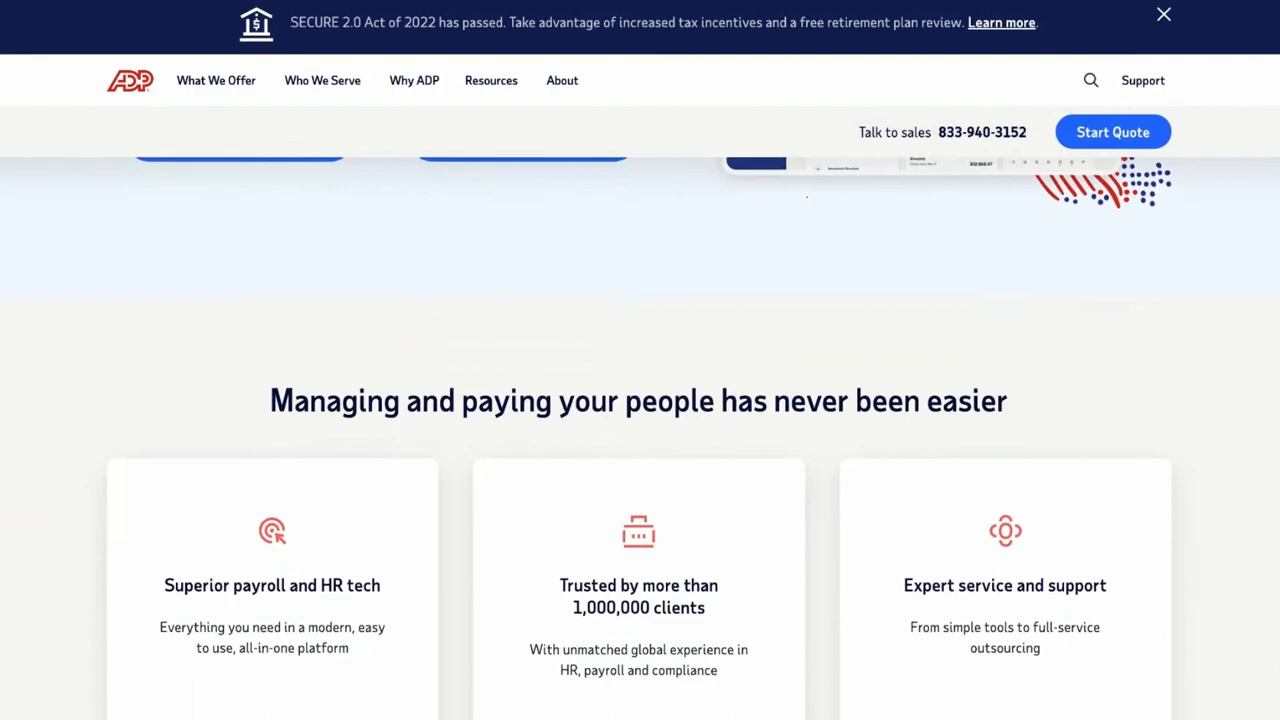 SECURE 2.0 Act of 2022 has passed. Take advantage of increased tax incentives and a free retirement plan review. Learn more.
ADP What We Offer Who We Serve Why ADP Resources About Support
Talk to sales 833-940-3152 Start Quote
Managing and paying your people has never been easier
Superior payroll and HR tech
Everything you need in a modern, easy
to use, all-in-one platform
Trusted by more than
1,000,000 clients
With unmatched global experience in
HR, payroll and compliance
Expert service and support
From simple tools to full-service
outsourcing